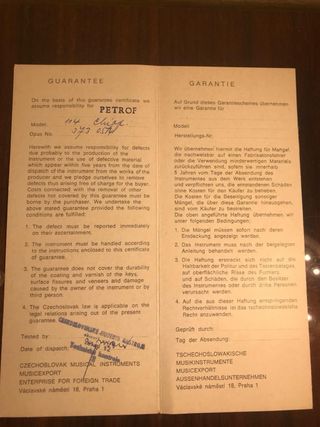 GUARANTEE
On the basis of this guarantee certificate we
assume responsibility for PETROF
Model:
Opus No.
Herewith we assume responsibility for defects
due probably to the production of the
instrument or the use of defective material
which appear within five years from the date of
dispatch of the instrument from the works of the
producer and we pledge ourselves to remove
defects thus arising free of charge for the buyer.
Costs connected with the removal of other
defects not covered by this guarantee must be
borne by the purchaser. We undersee the
above stated guarantee provided the following
conditions are fulfilled:
1. The defect must be reported immediately
on their ascertainment.
2. The instrument must be handled according
to the instructions enclosed to this certificate
of guarantee.
3. The guarantee does not cover the durability
of the coating and varnish of the keys,
surface fissures and veneers and damage
caused by the owner of the instrument or by
third person.
4. The Czechoslovak law is applicable on the
legal relations arising out of the present
guarantee.
Tested by:
Date of dispatch:
CZECHOSLOVAK MUSICAL INSTRUMENTS
MUSICEXPORT
ENTERPRISE FOR FOREIGN TRADE
Václavské náměstí 18, Praha 1
GARANTIE
Auf Grund dieses Garantiescheines übernehmen
wir eine Garantie für
Modell
Herstellungs-Nr.
Wir übernehmen hiermit die Haftung für Mängel,
die nachweisbar auf einen Fabrikationsfehler
oder die Verwendung minderwertigen Materials
zurückzuführen sind, insofern sie innerhalb
5 Jahren vom Tage der Absendung des
Instrumentes aus dem Werk entstehen
und verpflichten uns, die entstandenen Schäden
ohne Kosten für den Käufer zu beheben.
Die Kosten für die Beseitigung sonstiger
Mängel, die über diese Garantie hinausgehen,
sind vom Käufer zu bestreiten.
Die oben angeführte Haftung übernehmen wir
unter folgenden Bedingungen:
1. Die Mängel müssen sofort nach deren
Entdeckung angezeigt werden.
2. Das Instrument muss nach der beigelegten
Anleitung behandelt werden.
3. Die Haftung erstreckt sich nicht auf die
Haltbarkeit der Politur und des Tastenbelages,
auf oberflächliche Risse des Furniers
und auf Schäden, die durch den Besitzer
des Instrumentes oder durch dritte Personen
verursacht werden.
4. Auf die aus dieser Haftung entspringenden
Rechtsverhältnisse ist das tschechoslowakische
Recht anzuwenden.
Geprüft durch:
Tag der Absendung:
TSCHECHOSLOWAKISCHE
MUSIKINSTRUMENTE
MUSICEXPORT
AUSSENHANDELSUNTERNEHMEN
Václavské náměstí 18, Praha 1